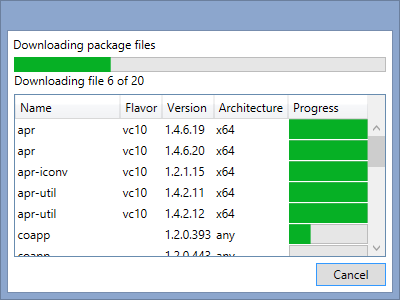 Downloading package files
Downloading file 6 of 20
Name Flavor Version Architecture Progress
apr vc10 1.4.6.19 x64
apr vc10 1.4.6.20 x64
apr-iconv vc10 1.2.1.15 x64
apr-util vc10 1.4.2.11 x64
apr-util vc10 1.4.2.12 x64
coapp 1.2.0.393 any
coapp 1.2.0.443 any
Cancel